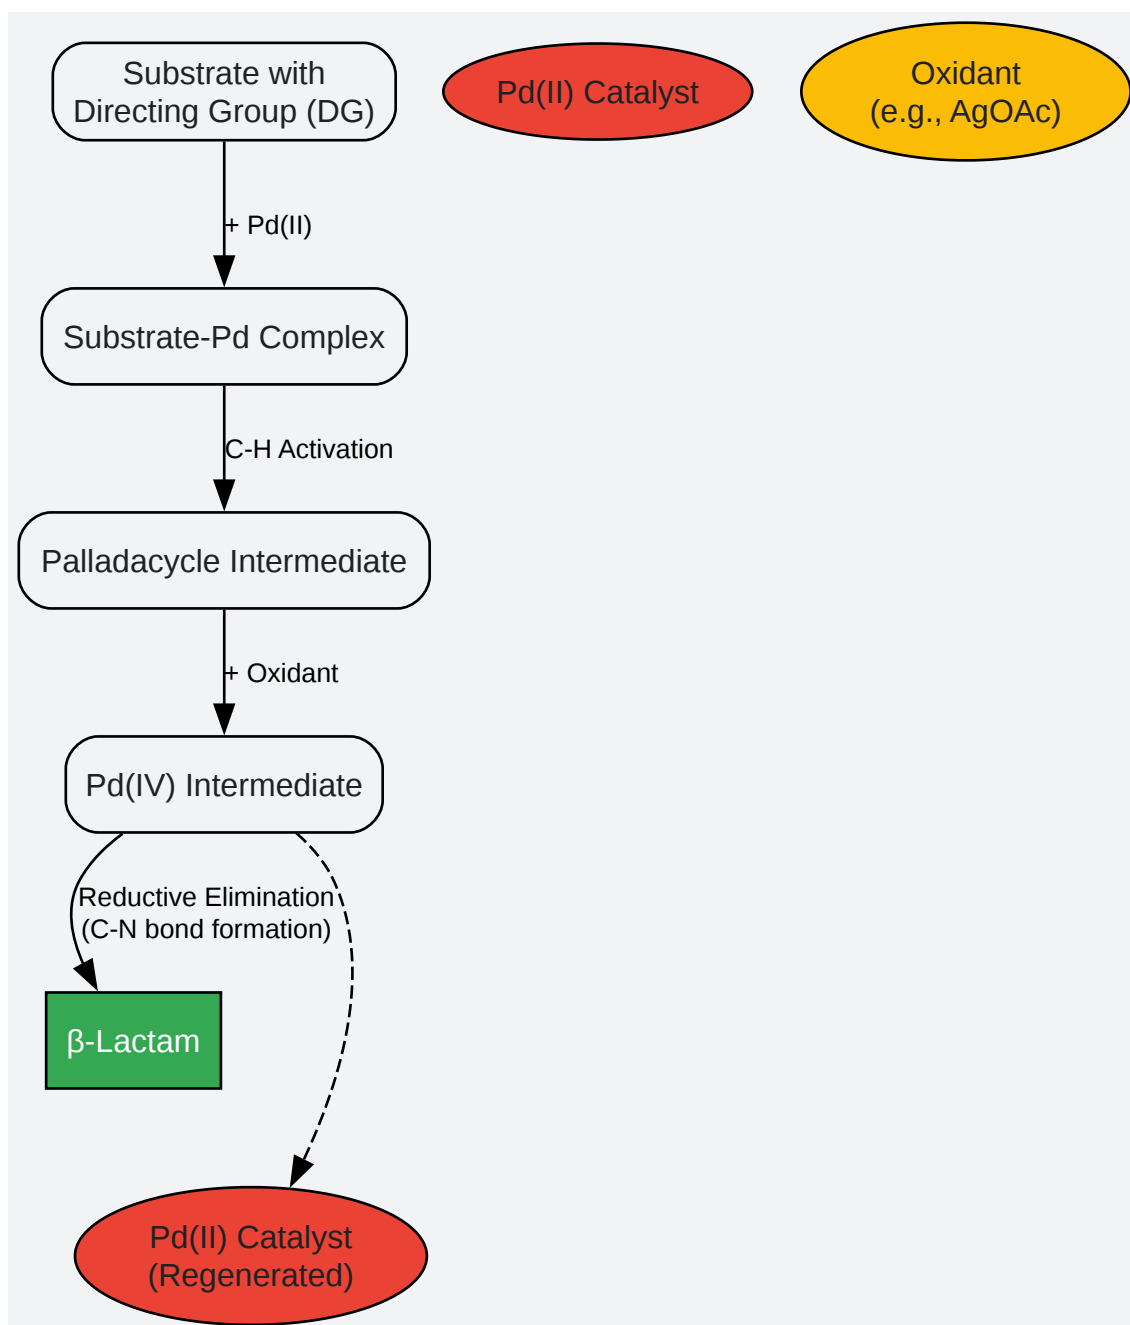 Substrate with
Directing Group (DG)
Pd(II) Catalyst
Oxidant
(e.g., AgOAc)
+ Pd(II)
Substrate-Pd Complex
C-H Activation
Palladacycle Intermediate
+ Oxidant
Pd(IV) Intermediate
Reductive Elimination
(C-N bond formation)
β-Lactam
Pd(II) Catalyst
(Regenerated)